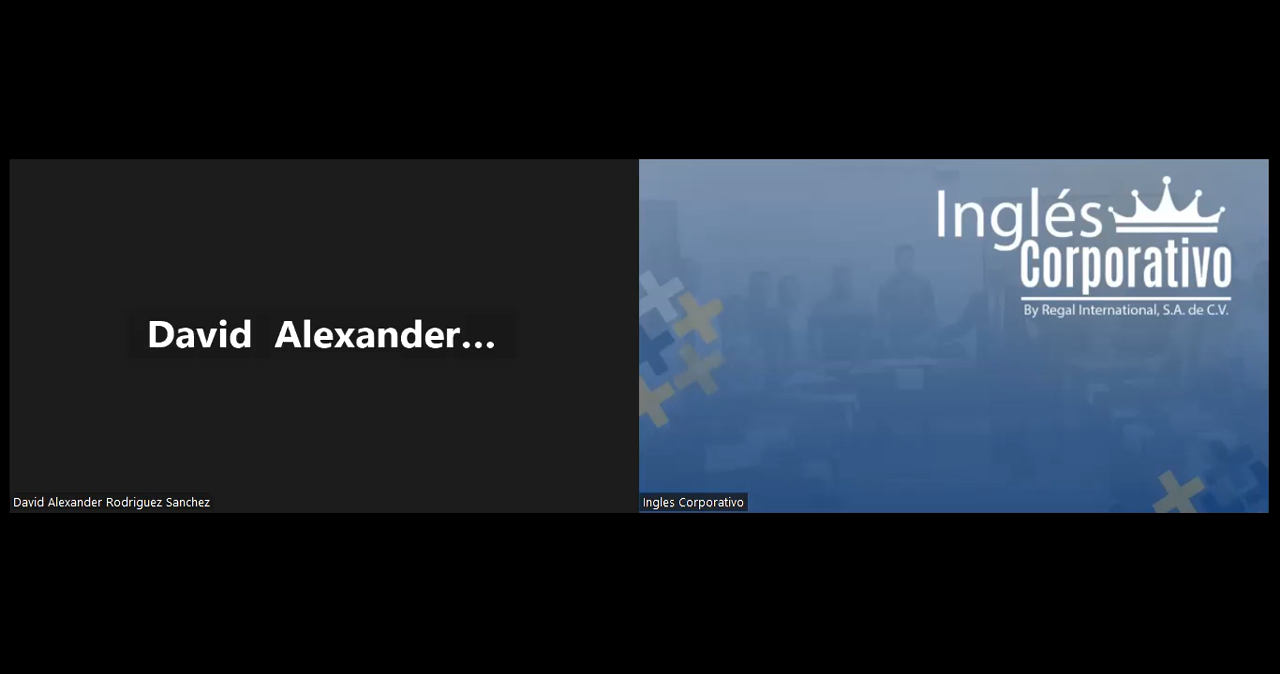 David Alexander...
David Alexander Rodriguez Sanchez
Inglés
Corporativo
By Regal International, S.A. de C.V.
Ingles Corporativo